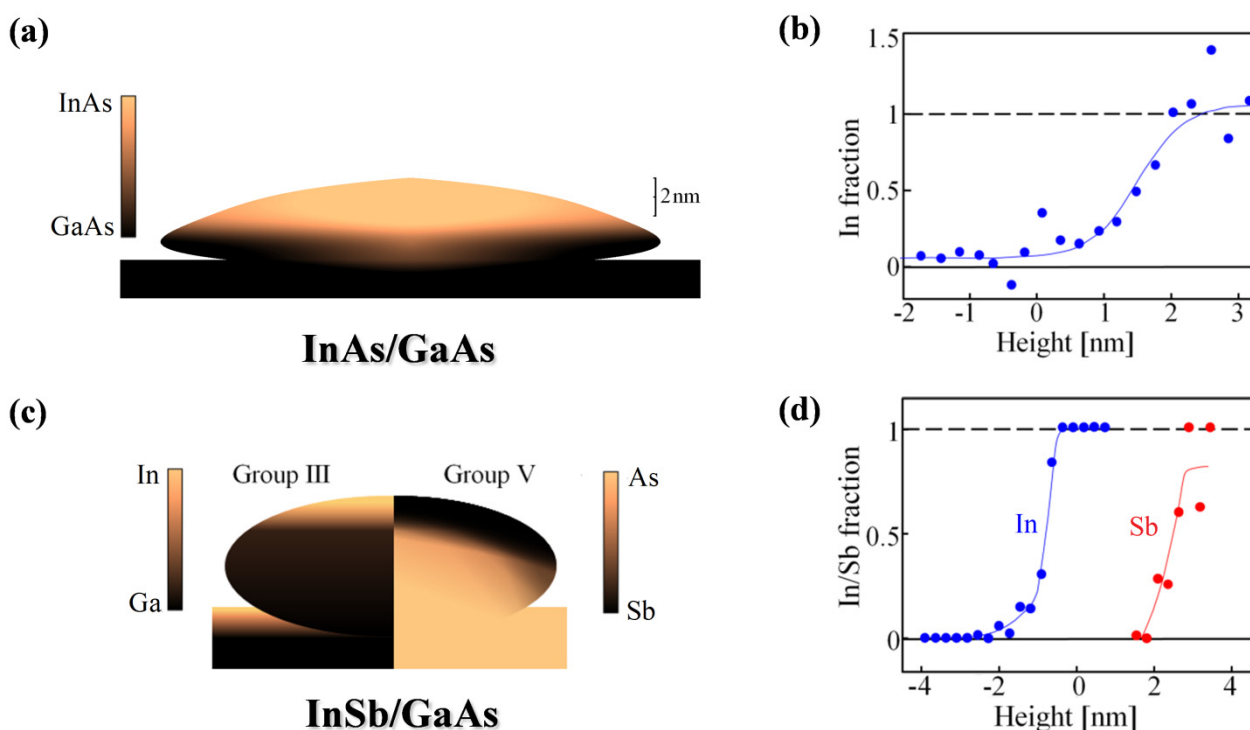 (a)
InAs
GaAs
2nm
InAs/GaAs
(b)
1.5
1
0.5
0
In fraction
-2 -1 0 1 2 3
Height [nm]
(c)
In
Ga
Group III Group V
As
Sb
InSb/GaAs
(d)
1
0.5
0
In/Sb fraction
In
Sb
-4 -2 0 2 4
Height [nm]